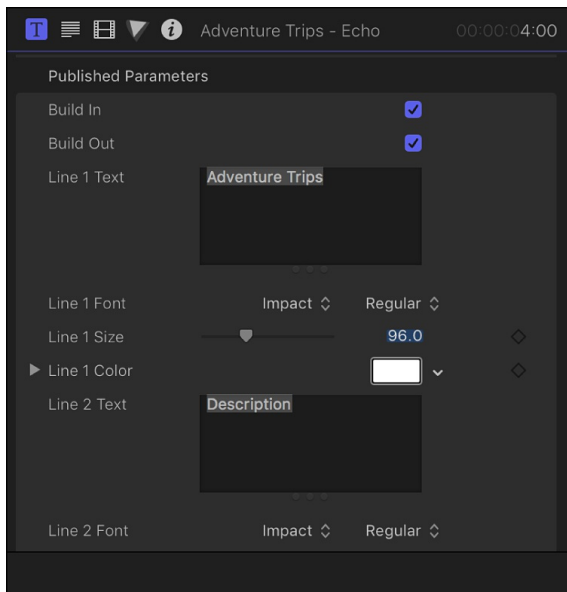 T i Adventure Trips - Echo 00:00:04:00
Published Parameters
Build In
Build Out
Line 1 Text Adventure Trips
Line 1 Font Impact Regular
Line 1 Size 96.0
Line 1 Color
Line 2 Text Description
Line 2 Font Impact Regular